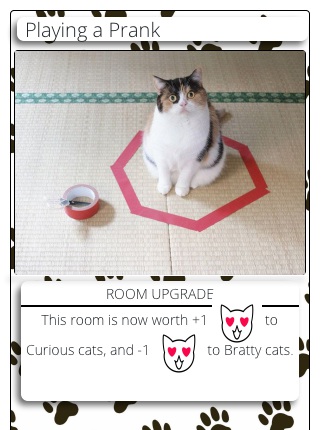 Playing a Prank
ROOM UPGRADE
This room is now worth +1 to
Curious cats, and -1 to Bratty cats.